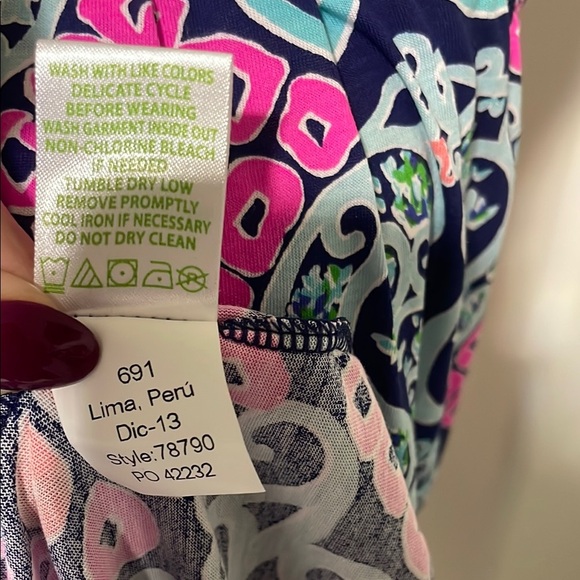 WASH WITH LIKE COLORS
DELICATE CYCLE
BEFORE WEARING
WASH GARMENT INSIDE OUT
NON-CHLORINE BLEACH
IF NEEDED
TUMBLE DRY LOW
REMOVE PROMPTLY
COOL IRON IF NECESSARY
DO NOT DRY CLEAN
691
Lima, Perú
Dic-13
Style:78790
PO 42232